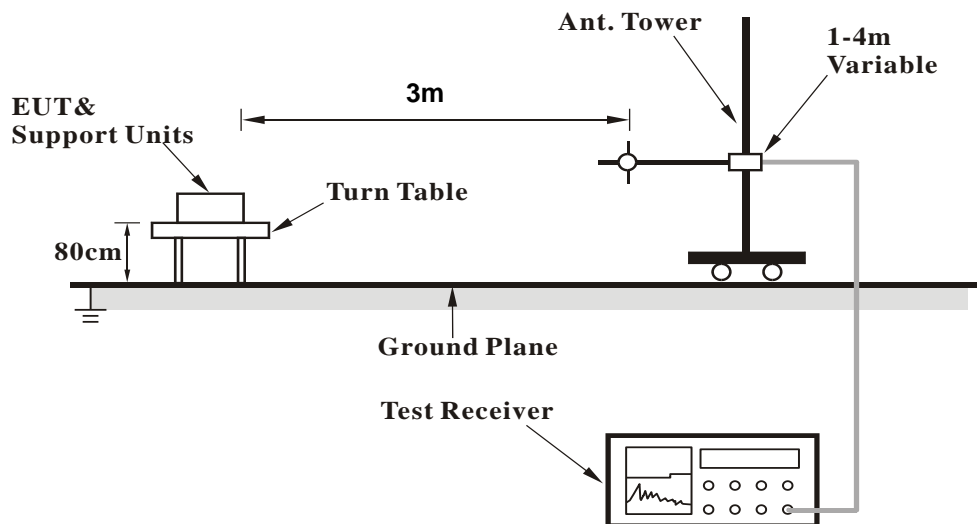 Ant. Tower
1-4m
Variable
3m
EUT&
Support Units
Turn Table
80cm
Ground Plane
Test Receiver